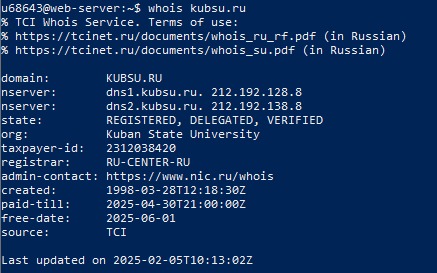 u68643@web-server:~$ whois kubsu.ru
% TCI Whois Service. Terms of use:
% https://tcinet.ru/documents/whois_ru_rf.pdf (in Russian)
% https://tcinet.ru/documents/whois_su.pdf (in Russian)

domain:        KUBSU.RU
nserver:       dns1.kubsu.ru. 212.192.128.8
nserver:       dns2.kubsu.ru. 212.192.138.8
state:         REGISTERED, DELEGATED, VERIFIED
org:           Kuban State University
taxpayer-id:   2312038420
registrar:     RU-CENTER-RU
admin-contact: https://www.nic.ru/whois
created:       1998-03-28T12:18:30Z
paid-till:     2025-04-30T21:00:00Z
free-date:     2025-06-01
source:        TCI

Last updated on 2025-02-05T10:13:02Z